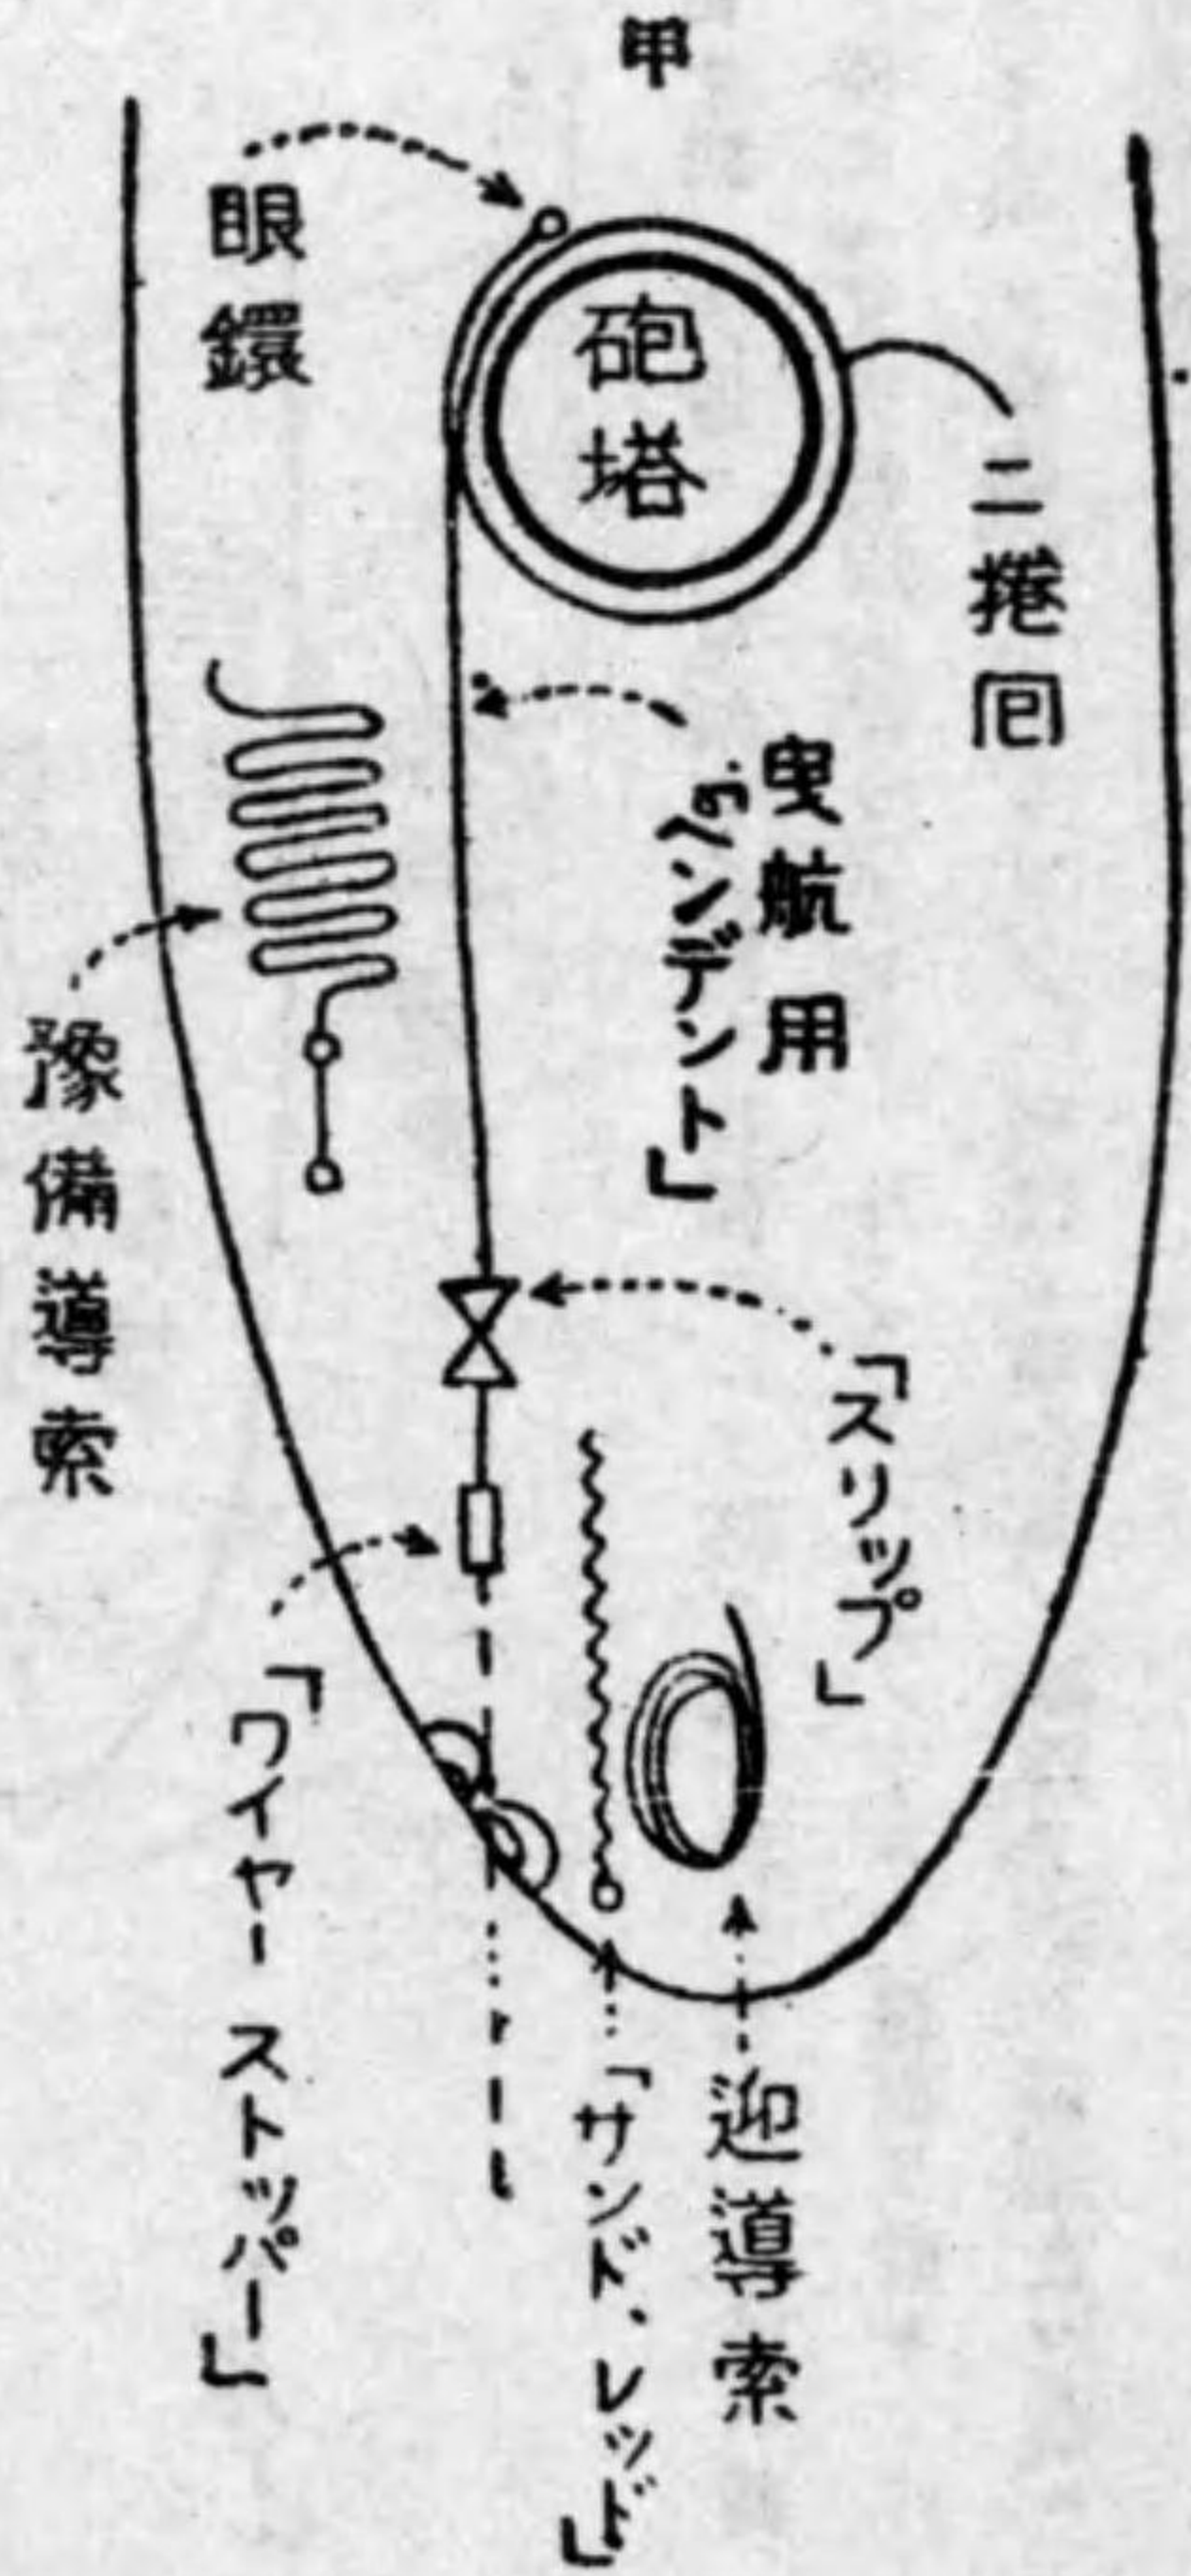 甲
眼鐶
砲塔
二捲回
曳航用
「ペンデント」
豫備導索
「スリップ」
「ワイヤー ストッパー」
迎導索
「サンド、レッド」